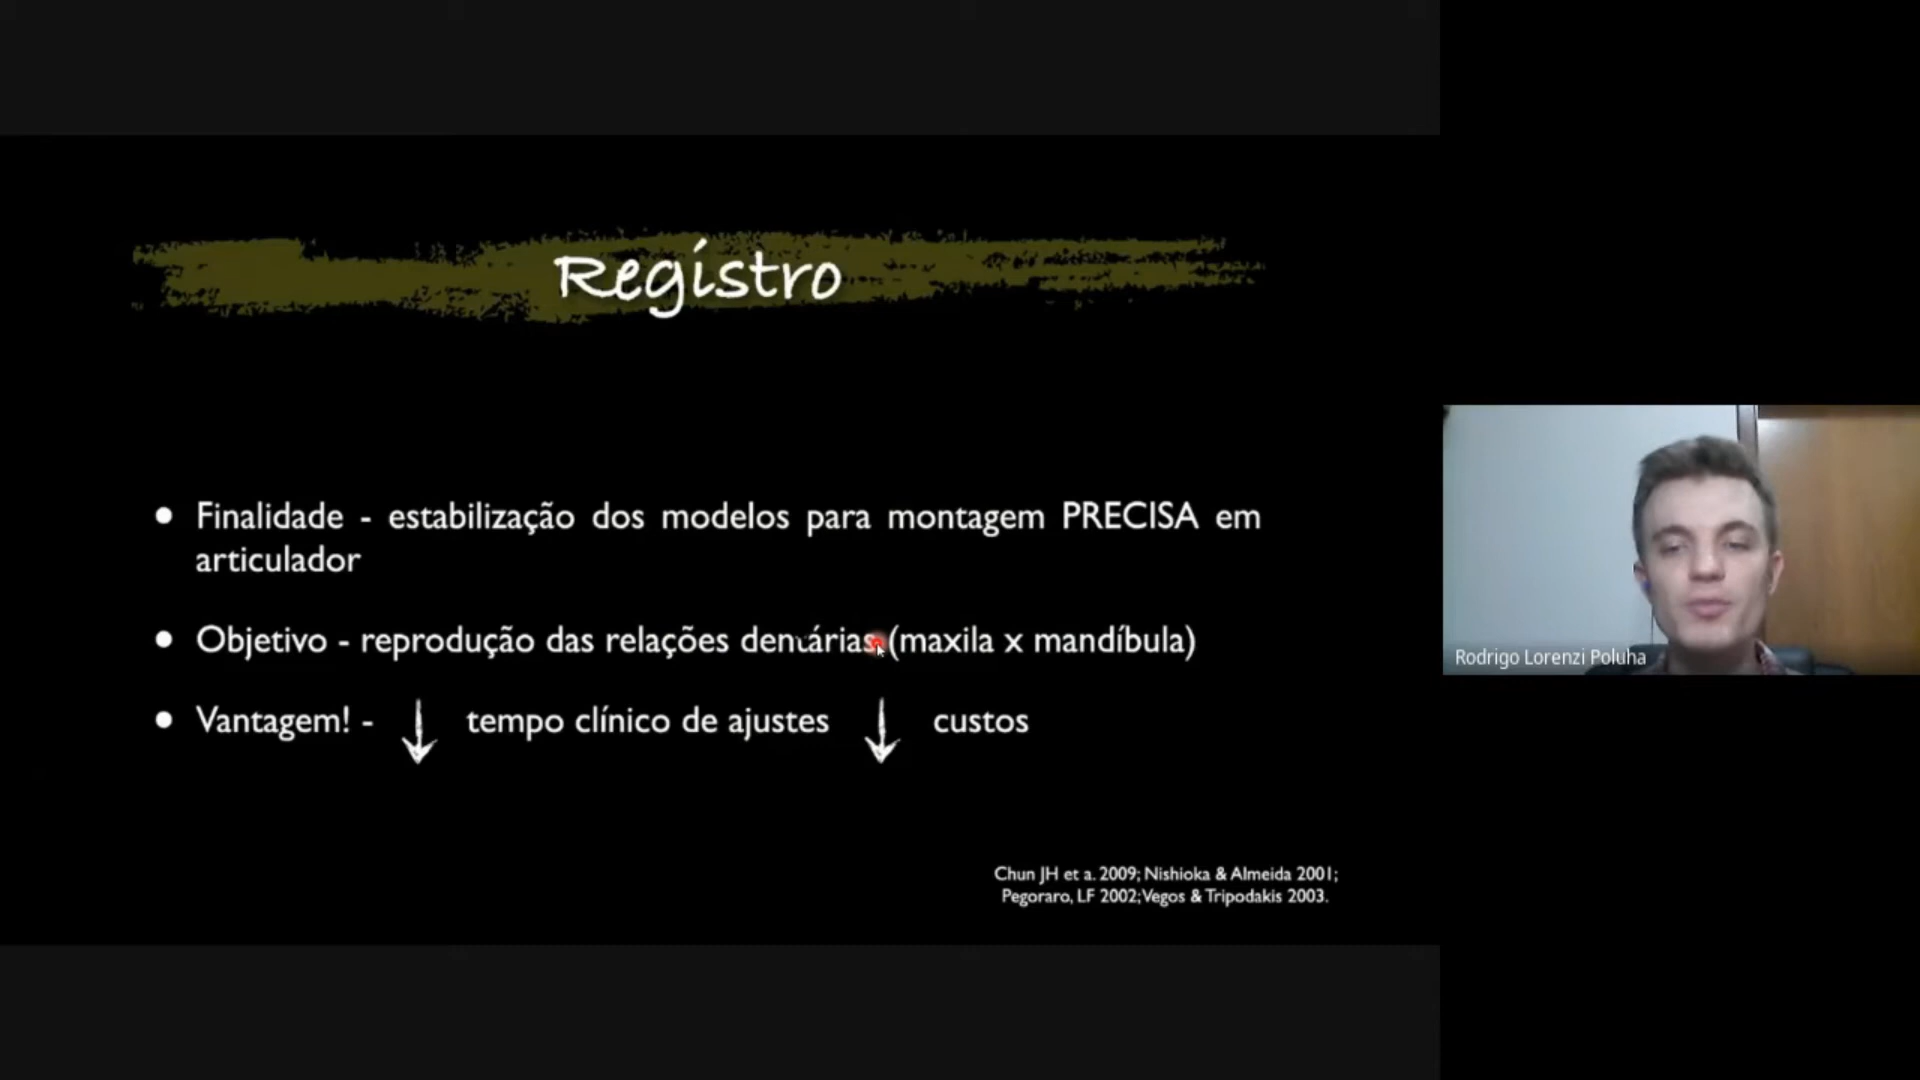 Registro
• Finalidade - estabilização dos modelos para montagem PRECISA em
articulador
• Objetivo - reprodução das relações dentárias (maxila x mandíbula)
• Vantagem! - ↓ tempo clínico de ajustes ↓ custos
Chun JH et a. 2009; Nishioka & Almeida 2001;
Pegoraro, LF 2002; Vegos & Tripodakis 2003.
Rodrigo Lorenzi Poluha